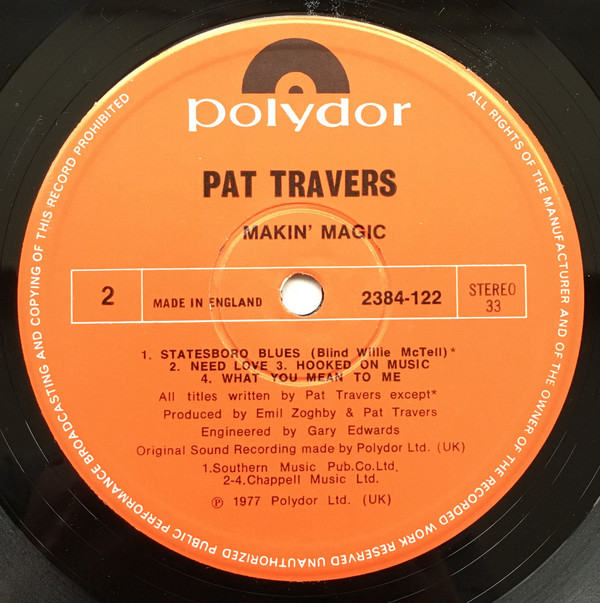 polydor
PAT TRAVERS
MAKIN' MAGIC
2
MADE IN ENGLAND
2384-122
STEREO
33
1. STATESBORO BLUES (Blind Willie McTell)*
2. NEED LOVE 3. HOOKED ON MUSIC
4. WHAT YOU MEAN TO ME
All titles written by Pat Travers except*
Produced by Emil Zoghby & Pat Travers
Engineered by Gary Edwards
Original Sound Recording made by Polydor Ltd. (UK)
1.Southern Music Pub.Co.Ltd.
2-4.Chappell Music Ltd.
℗ 1977 Polydor Ltd. (UK)
ALL RIGHTS OF THE MANUFACTURER AND OF THE OWNER OF THE RECORDED WORK RESERVED UNAUTHORIZED PUBLIC PERFORMANCE BROADCASTING AND COPYING OF THIS RECORD PROHIBITED